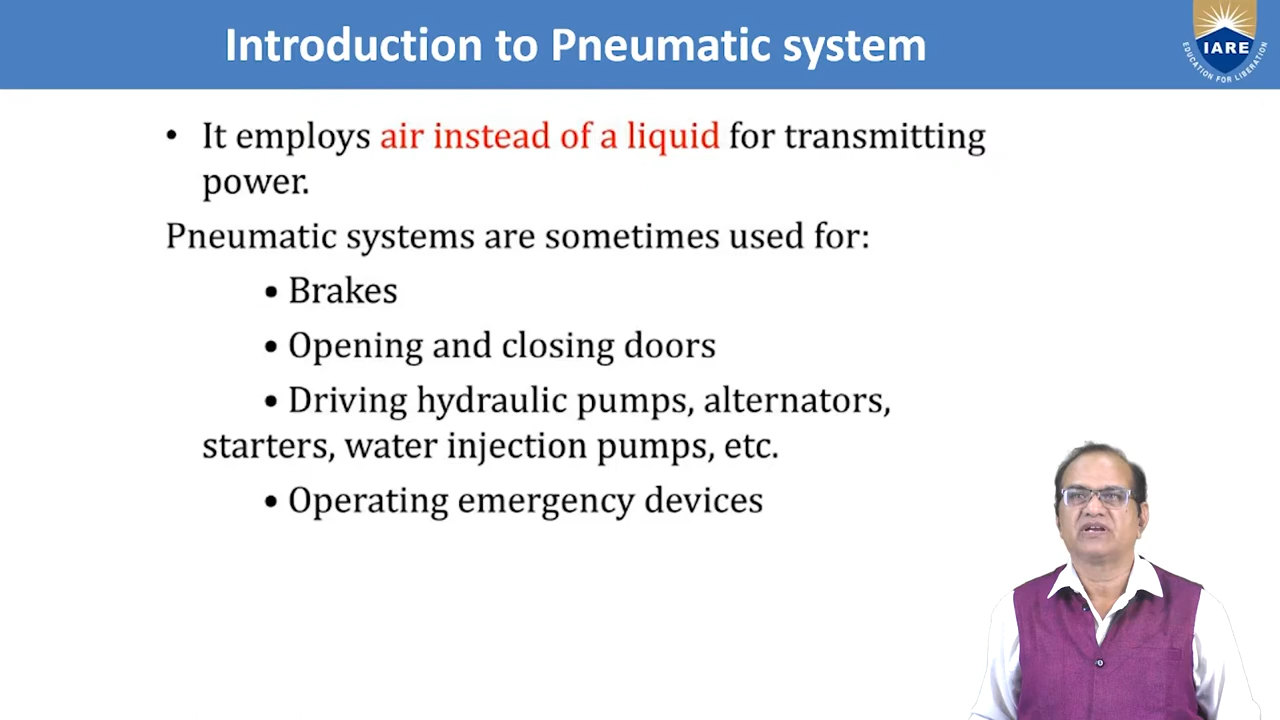 Introduction to Pneumatic system
IARE
EDUCATION FOR LIBERATION
• It employs air instead of a liquid for transmitting
power.
Pneumatic systems are sometimes used for:
• Brakes
• Opening and closing doors
• Driving hydraulic pumps, alternators,
starters, water injection pumps, etc.
• Operating emergency devices